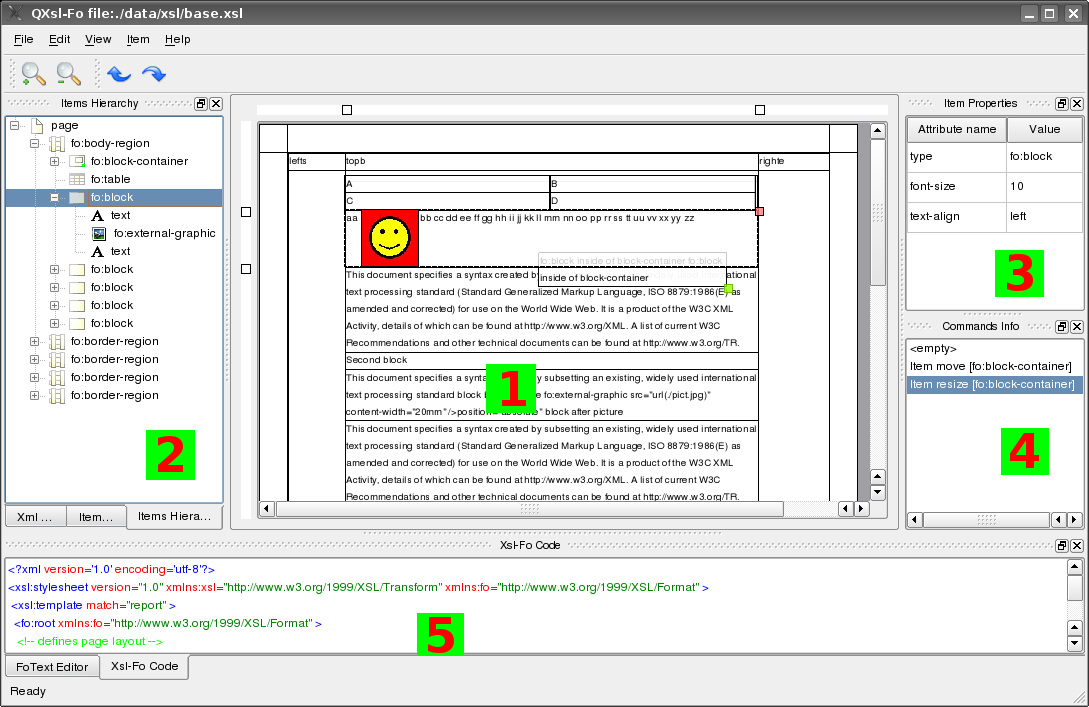 QXsl-Fo file:./data/xsl/base.xsl
File Edit View Item Help
Items Hierarchy
page
fo:body-region
fo:block-container
fo:table
fo:block
text
fo:external-graphic
text
fo:block
fo:block
fo:block
fo:block
fo:border-region
fo:border-region
fo:border-region
fo:border-region
2
Xml ... Item... Items Hiera...
lefts topb righte
A B
C D
aa bb cc dd ee ff gg hh ii jj kk ll mm nn oo pp rr ss tt uu vv xx yy zz
fo:block inside of block-container fo:block
inside of block-container
This document specifies a syntax created b ational
text processing standard (Standard Generalized Markup Language, ISO 8879:1986(E) as
amended and corrected) for use on the World Wide Web. It is a product of the W3C XML
Activity, details of which can be found at http://www.w3.org/XML. A list of current W3C
Recommendations and other technical documents can be found at http://www.w3.org/TR.
Second block
This document specifies a synta y subsetting an existing, widely used international
text processing standard block b e fo:external-graphic src="url(./pict.jpg)"
content-width="20mm" /> position="absolute" block after picture
This document specifies a syntax created by subsetting an existing, widely used international
text processing standard (Standard Generalized Markup Language, ISO 8879:1986(E) as
amended and corrected) for use on the World Wide Web. It is a product of the W3C XML
Activity, details of which can be found at http://www.w3.org/XML. A list of current W3C
Recommendations and other technical documents can be found at http://www.w3.org/TR.
1
Item Properties
Attribute name Value
type fo:block
font-size 10
text-align left
3
Commands Info
<empty>
Item move [fo:block-container]
Item resize [fo:block-container]
4
Xsl-Fo Code
<?xml version='1.0' encoding='utf-8'?>
<xsl:stylesheet version="1.0" xmlns:xsl="http://www.w3.org/1999/XSL/Transform" xmlns:fo="http://www.w3.org/1999/XSL/Format" >
<xsl:template match="report" >
<fo:root xmlns:fo="http://www.w3.org/1999/XSL/Format" >
<!-- defines page layout -->
5
FoText Editor Xsl-Fo Code
Ready